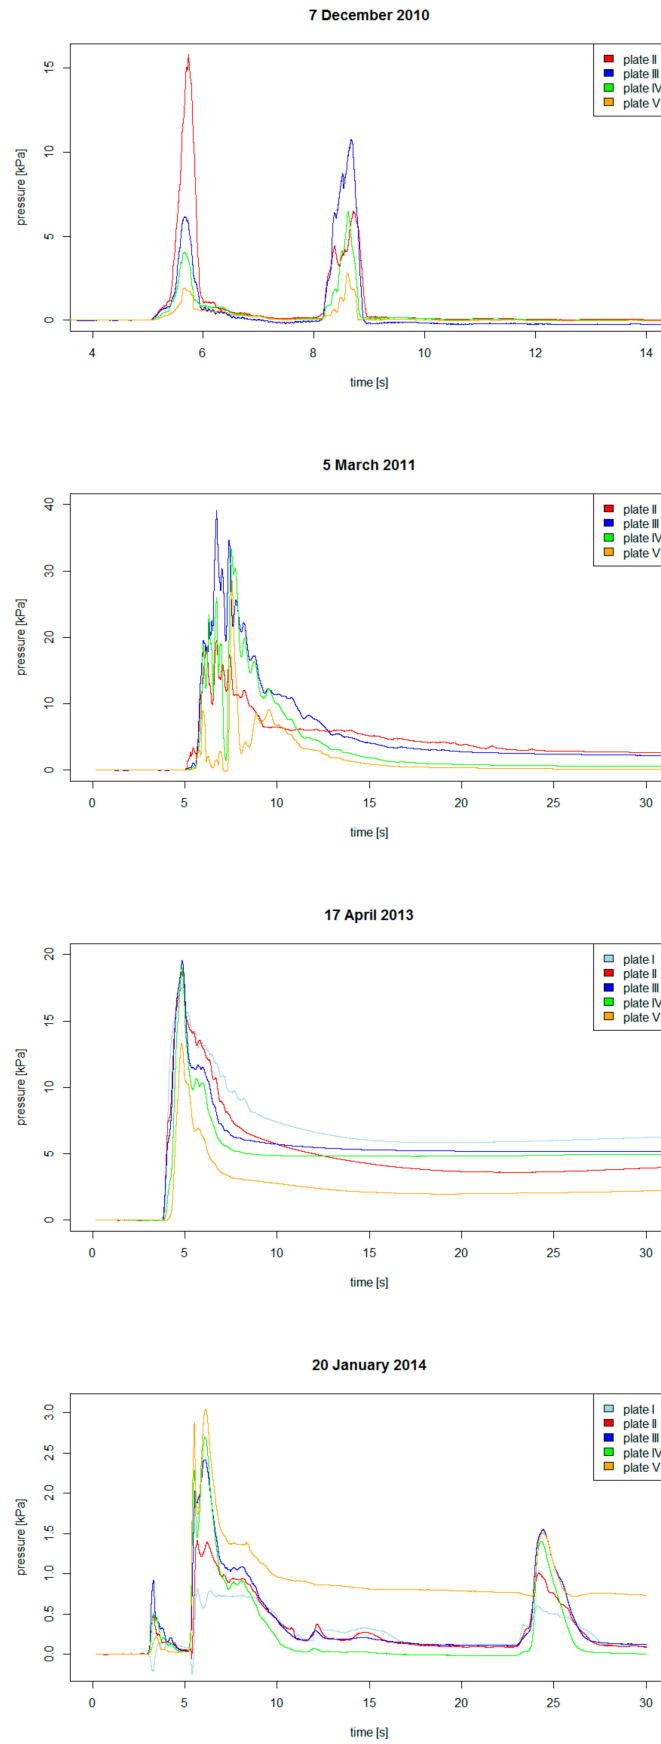 7 December 2010
plate II
plate III
plate IV
plate V
pressure [kPa]
15
10
5
0
4 6 8 10 12 14
time [s]
5 March 2011
plate II
plate III
plate IV
plate V
pressure [kPa]
40
30
20
10
0
0 5 10 15 20 25 30
time [s]
17 April 2013
plate I
plate II
plate III
plate IV
plate V
pressure [kPa]
20
15
10
5
0
0 5 10 15 20 25 30
time [s]
20 January 2014
plate I
plate II
plate III
plate IV
plate V
pressure [kPa]
3.0
2.5
2.0
1.5
1.0
0.5
0.0
0 5 10 15 20 25 30
time [s]